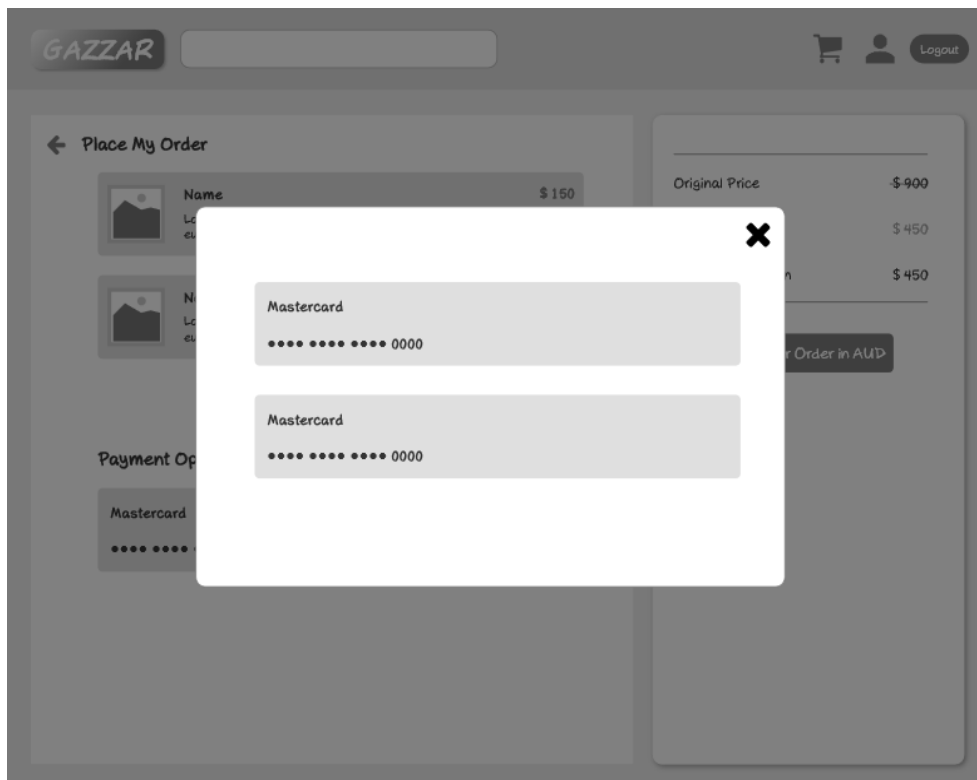 GAZZAR
Logout
Place My Order
Name $ 150
Original Price $ 900
$ 450
$ 450
Order in AUD
Mastercard
•••• •••• •••• 0000
Mastercard
•••• •••• •••• 0000
Payment
Mastercard
•••• ••••